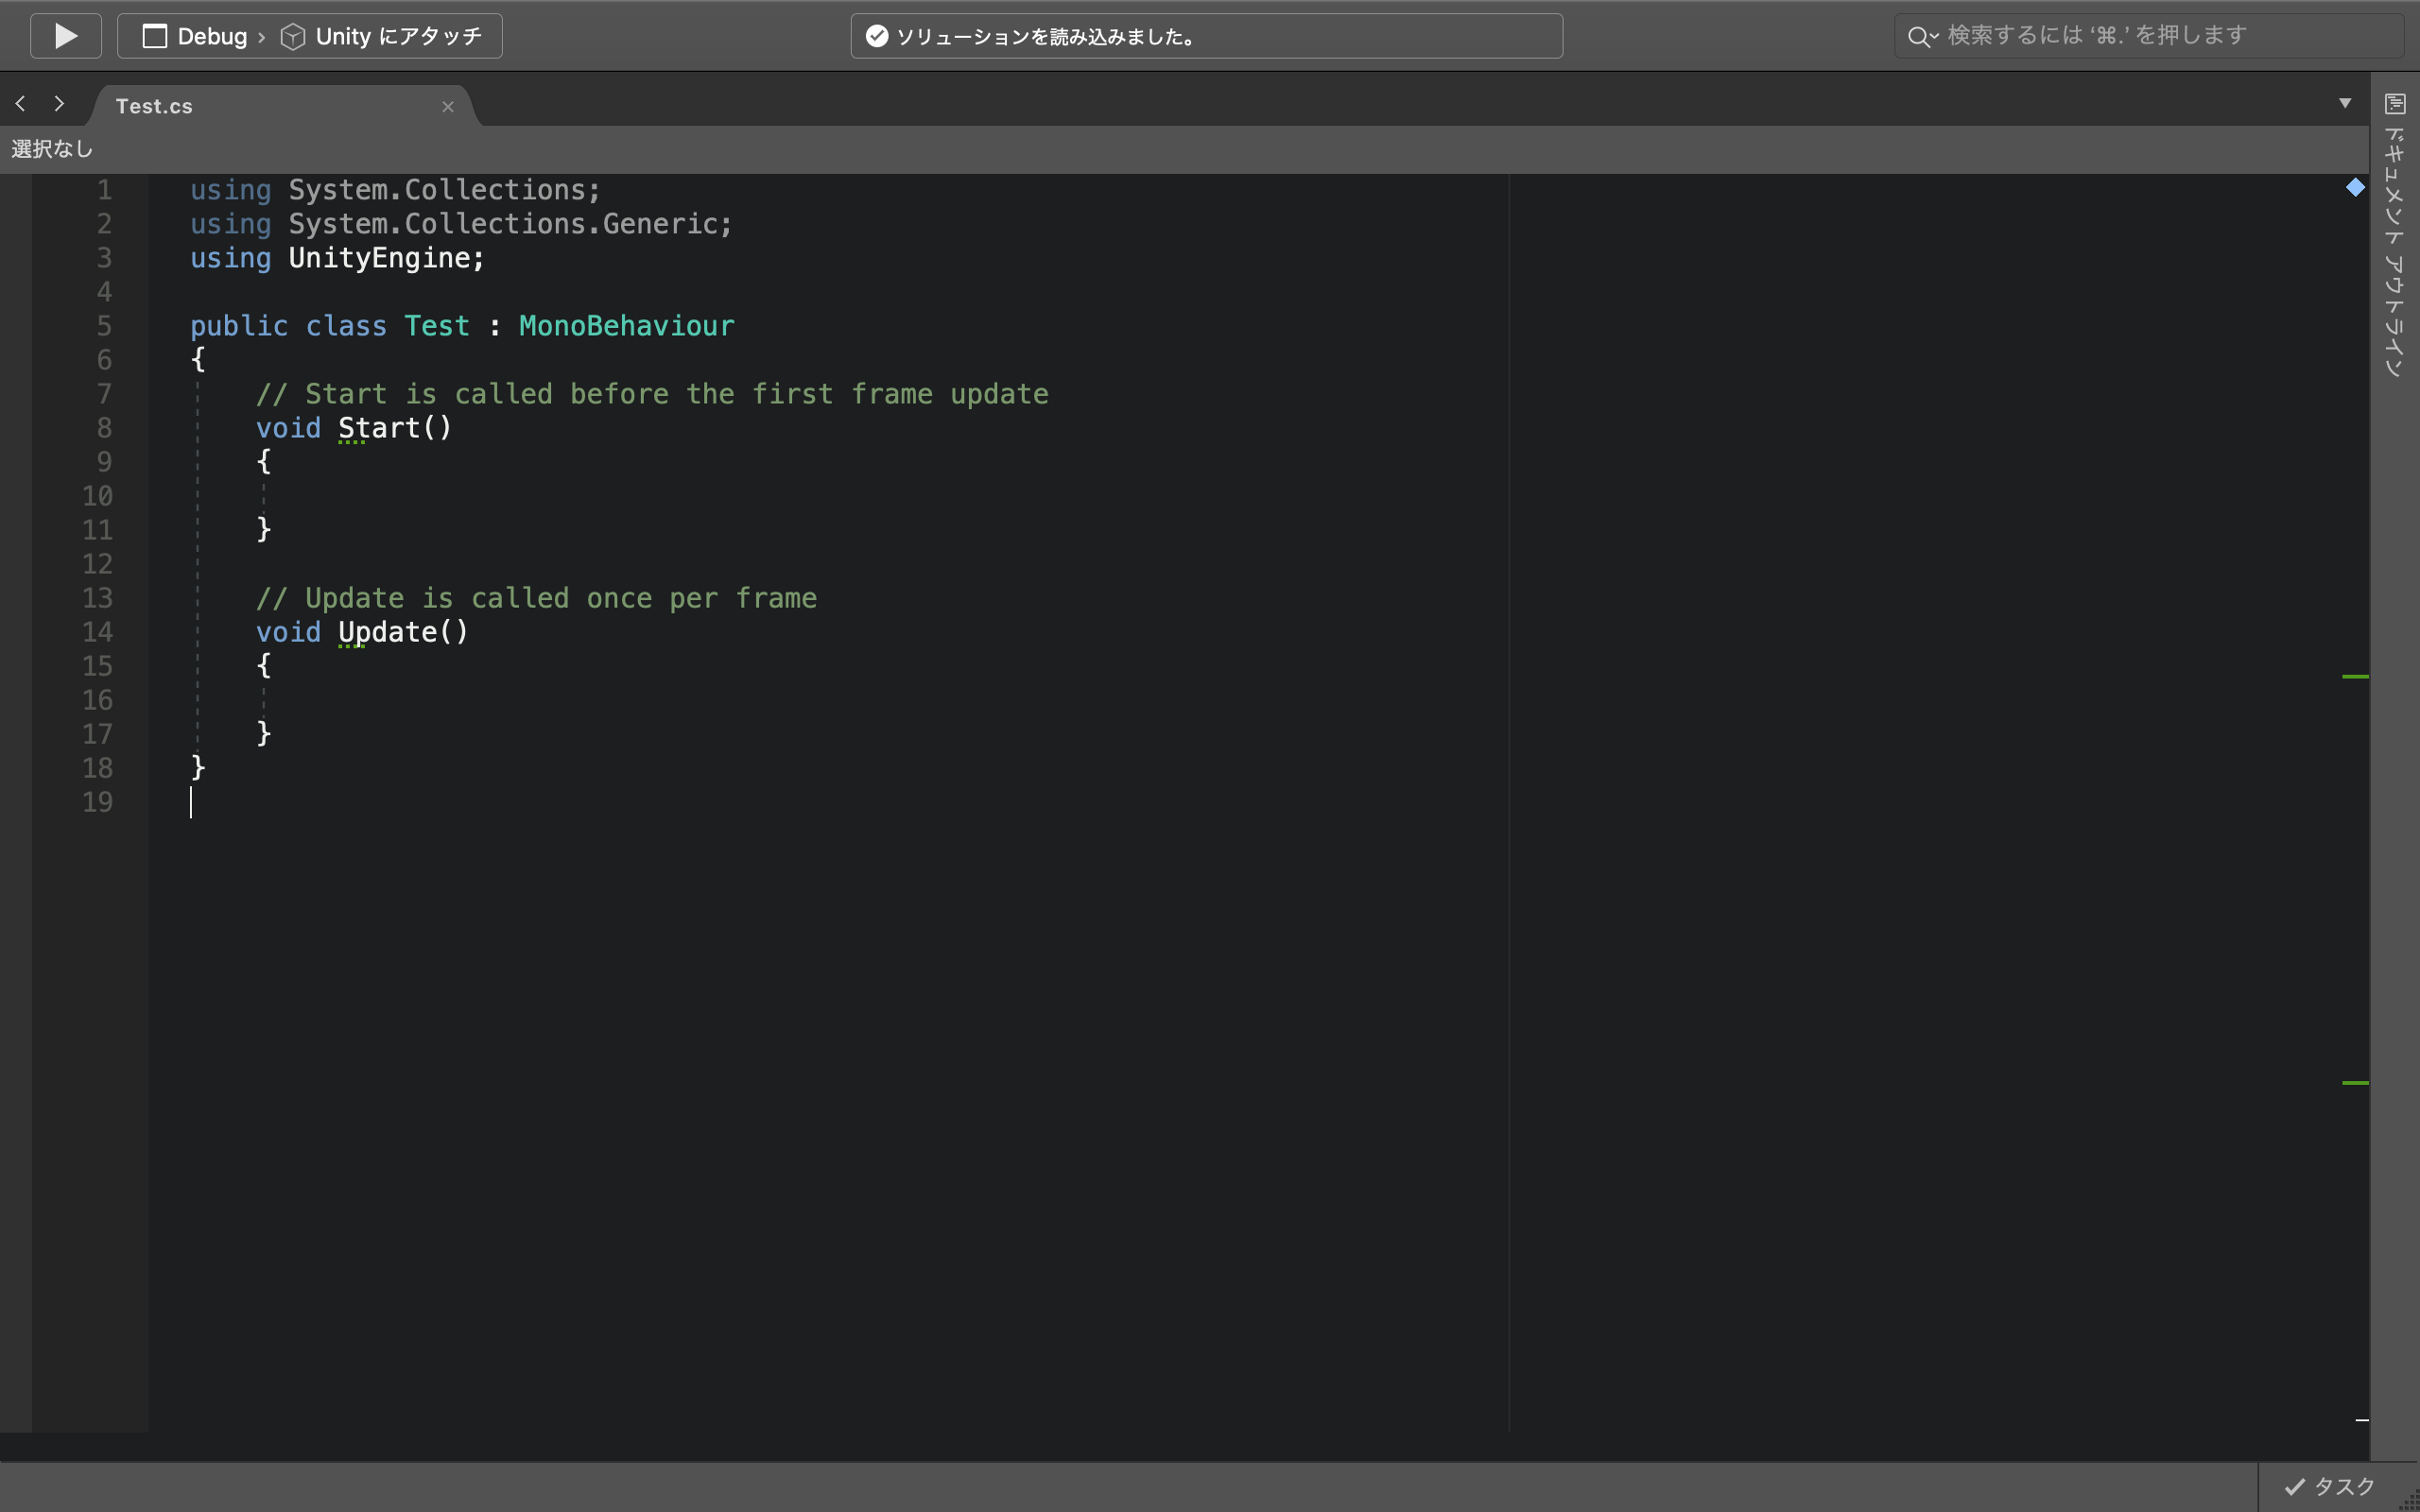 Debug › Unity にアタッチ
ソリューションを読み込みました。
検索するには ‘⌘.’ を押します
Test.cs
選択なし
ドキュメント アウトライン
1 using System.Collections;
2 using System.Collections.Generic;
3 using UnityEngine;
4
5 public class Test : MonoBehaviour
6 {
7 // Start is called before the first frame update
8 void Start()
9 {
10
11 }
12
13 // Update is called once per frame
14 void Update()
15 {
16
17 }
18 }
19
タスク